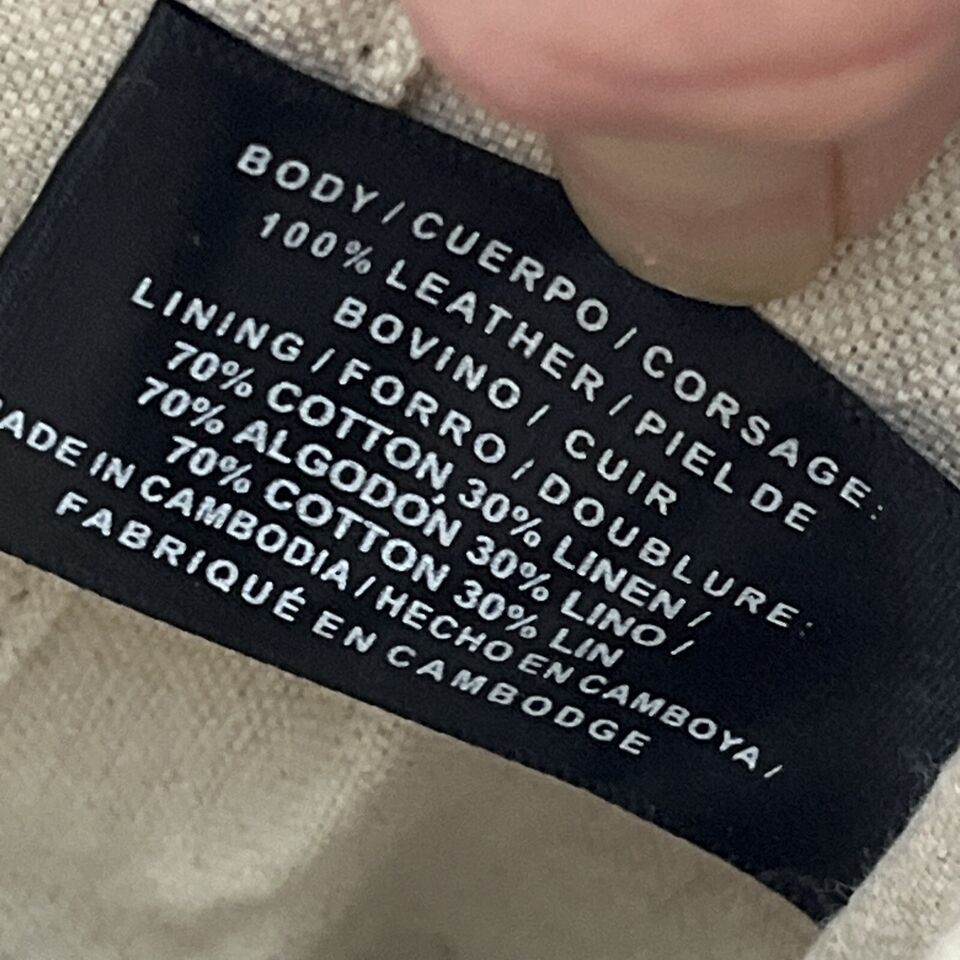 BODY / CUERPO / CORSAGE:
100% LEATHER / PIEL DE
BOVINO / CUIR
LINING / FORRO / DOUBLURE:
70% COTTON, 30% LINEN /
70% ALGODÓN, 30% LINO /
70% COTTON 30% LIN
ADE IN CAMBODIA / HECHO EN CAMBOYA /
FABRIQUÉ EN CAMBODGE